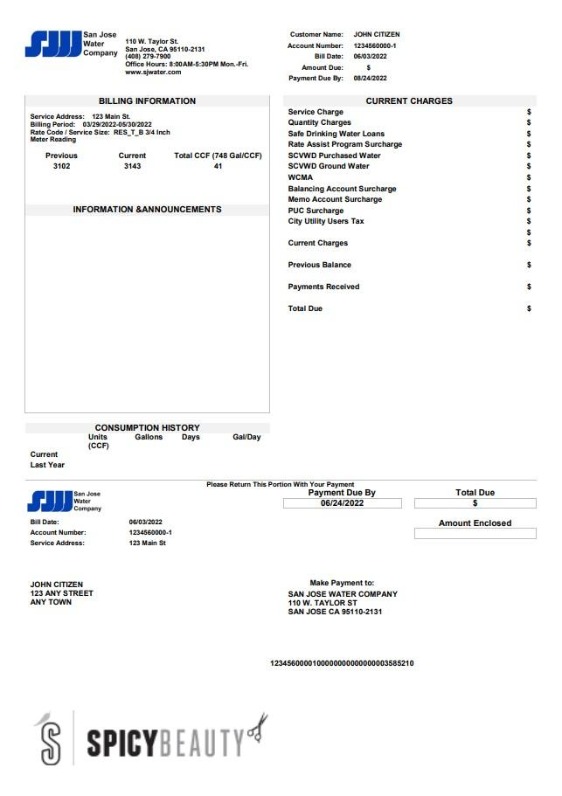 San Jose
Water
Company
110 W. Taylor St.
San Jose, CA 95110-2131
(408) 279-7900
Office Hours: 8:00AM-5:30PM Mon.-Fri.
www.sjwater.com
Customer Name: JOHN CITIZEN
Account Number: 1234560000-1
Bill Date: 06/03/2022
Amount Due: $
Payment Due By: 08/24/2022
BILLING INFORMATION
Service Address: 123 Main St.
Billing Period: 03/29/2022-05/30/2022
Rate Code / Service Size: RES_T_B 3/4 Inch
Meter Reading
Previous Current Total CCF (748 Gal/CCF)
3102 3143 41
INFORMATION &ANNOUNCEMENTS
CURRENT CHARGES
Service Charge $
Quantity Charges $
Safe Drinking Water Loans $
Rate Assist Program Surcharge $
SCVWD Purchased Water $
SCVWD Ground Water $
WCMA $
Balancing Account Surcharge $
Memo Account Surcharge $
PUC Surcharge $
City Utility Users Tax $
$
Current Charges $
Previous Balance $
Payments Received $
Total Due $
CONSUMPTION HISTORY
Units Gallons Days Gal/Day
(CCF)
Current
Last Year
Please Return This Portion With Your Payment
San Jose
Water
Company
Payment Due By Total Due
06/24/2022 $
Amount Enclosed
Bill Date: 06/03/2022
Account Number: 1234560000-1
Service Address: 123 Main St
JOHN CITIZEN
123 ANY STREET
ANY TOWN
Make Payment to:
SAN JOSE WATER COMPANY
110 W. TAYLOR ST
SAN JOSE CA 95110-2131
SPICYBEAUTY